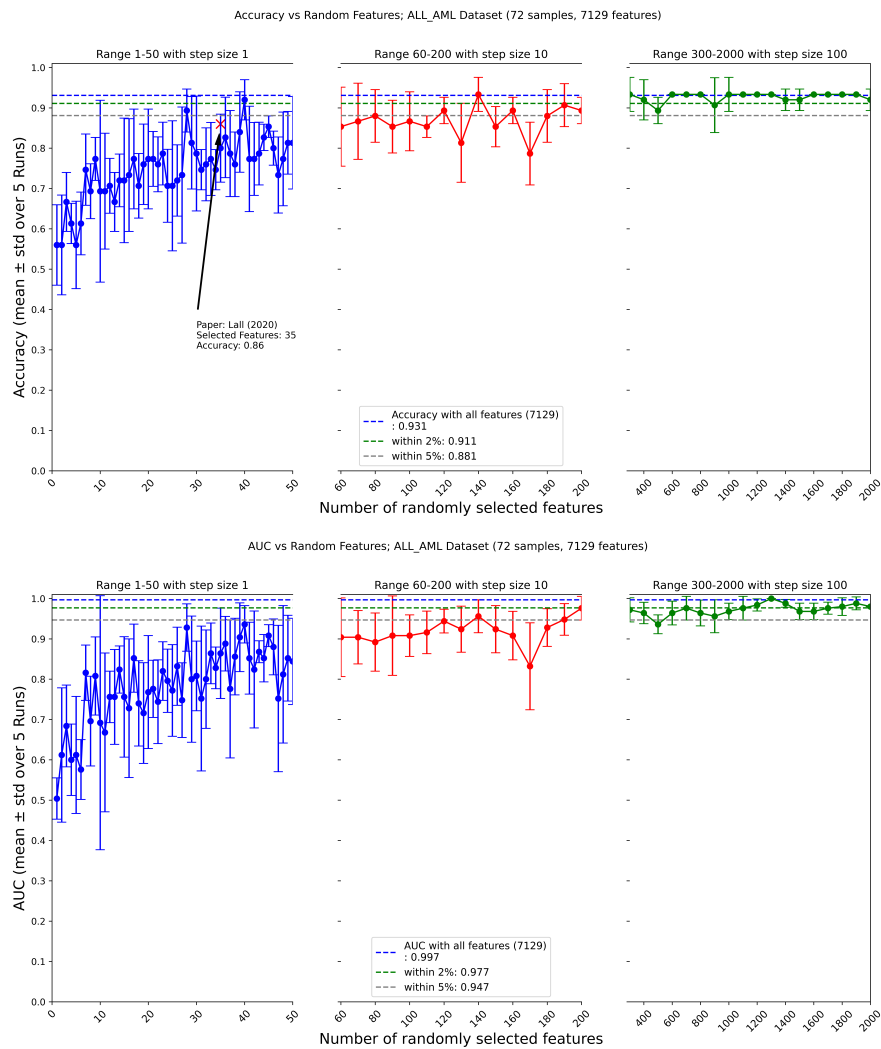 Accuracy vs Random Features; ALL_AML Dataset (72 samples, 7129 features)
Range 1-50 with step size 1
Range 60-200 with step size 10
Range 300-2000 with step size 100
Accuracy (mean ± std over 5 Runs)
1.0
0.9
0.8
0.7
0.6
0.5
0.4
0.3
0.2
0.1
0.0
Paper: Lall (2020)
Selected Features: 35
Accuracy: 0.86
Accuracy with all features (7129)
: 0.931
within 2%: 0.911
within 5%: 0.881
0 10 20 30 40 50
60 80 100 120 140 160 180 200
400 600 800 1000 1200 1400 1600 1800 2000
Number of randomly selected features
AUC vs Random Features; ALL_AML Dataset (72 samples, 7129 features)
Range 1-50 with step size 1
Range 60-200 with step size 10
Range 300-2000 with step size 100
AUC (mean ± std over 5 Runs)
1.0
0.9
0.8
0.7
0.6
0.5
0.4
0.3
0.2
0.1
0.0
AUC with all features (7129)
: 0.997
within 2%: 0.977
within 5%: 0.947
0 10 20 30 40 50
60 80 100 120 140 160 180 200
400 600 800 1000 1200 1400 1600 1800 2000
Number of randomly selected features